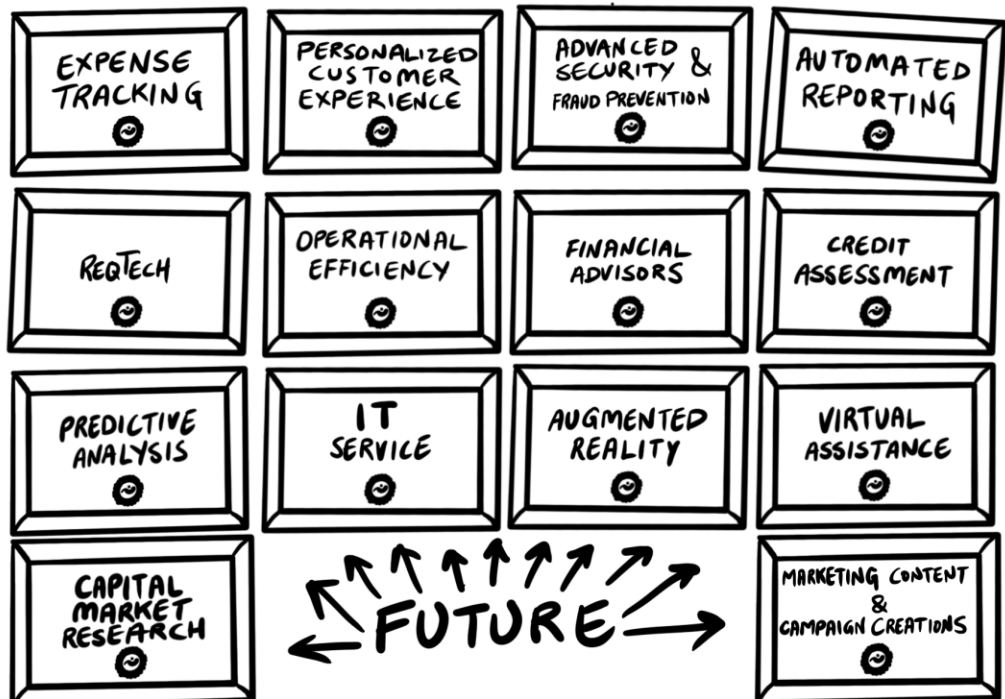 EXPENSE
TRACKING
PERSONALIZED
CUSTOMER
EXPERIENCE
ADVANCED
SECURITY &
FRAUD PREVENTION
AUTOMATED
REPORTING
REQTECH
OPERATIONAL
EFFICIENCY
FINANCIAL
ADVISORS
CREDIT
ASSESSMENT
PREDICTIVE
ANALYSIS
IT
SERVICE
AUGMENTED
REALITY
VIRTUAL
ASSISTANCE
CAPITAL
MARKET
RESEARCH
FUTURE
MARKETING CONTENT
&
CAMPAIGN CREATIONS